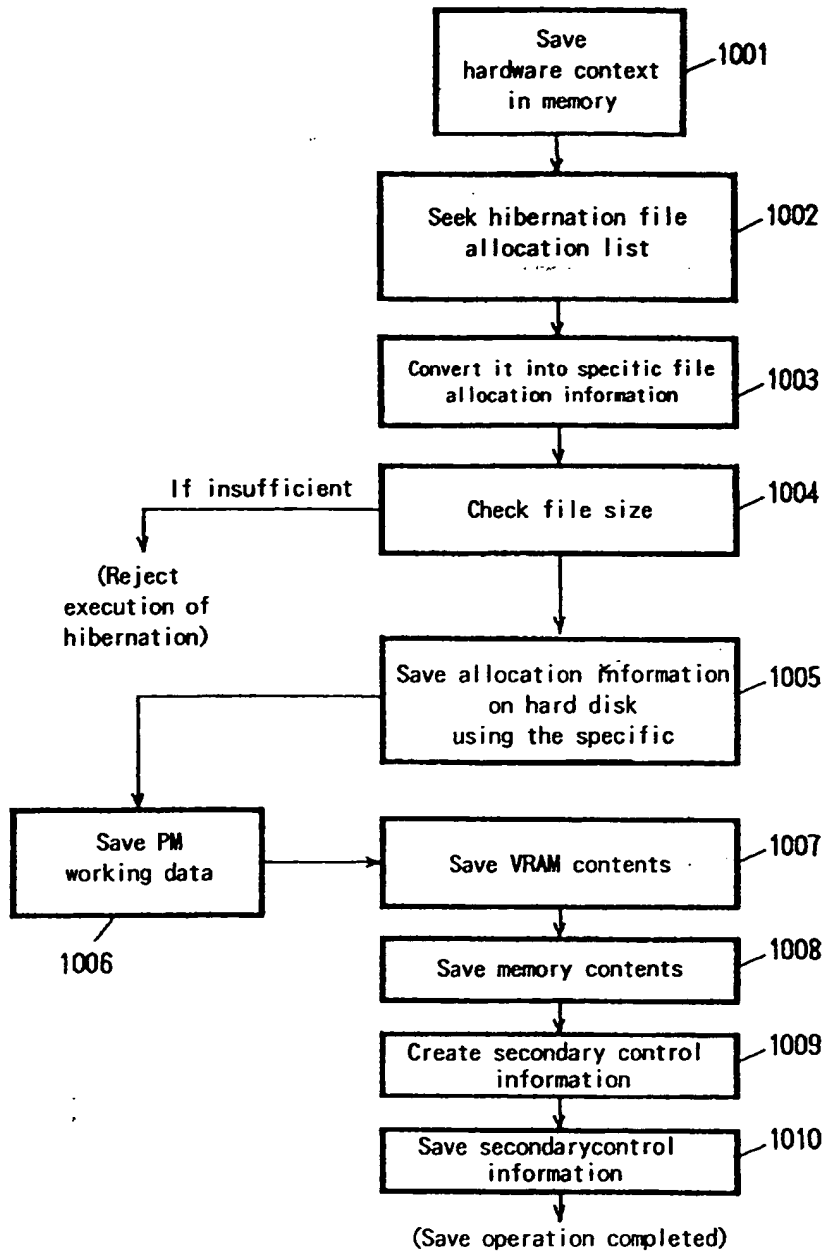 Save
hardware context
in memory
1001
Seek hibernation file
allocation list
1002
Convert it into specific file
allocation information
1003
If insufficient
Check file size
1004
(Reject
execution of
hibernation)
Save allocation information
on hard disk
using the specific
1005
Save PM
working data
1006
Save VRAM contents
1007
Save memory contents
1008
Create secondary control
information
1009
Save secondarycontrol
information
1010
(Save operation completed)